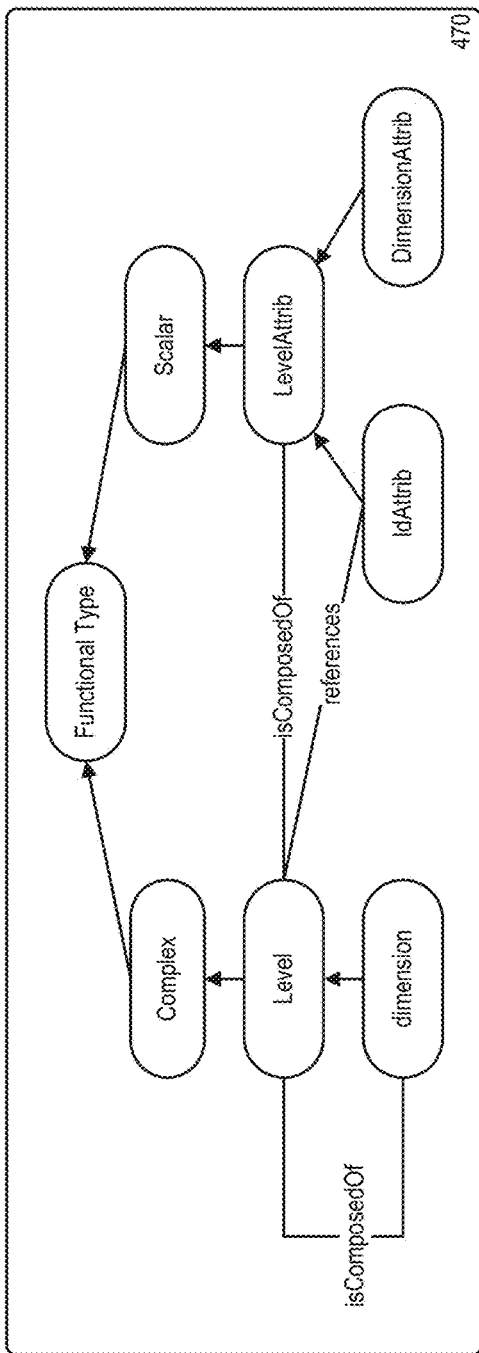 Functional Type
Complex
Scalar
Level
isComposedOf
LevelAttrib
references
isComposedOf
dimension
IdAttrib
DimensionAttrib
470